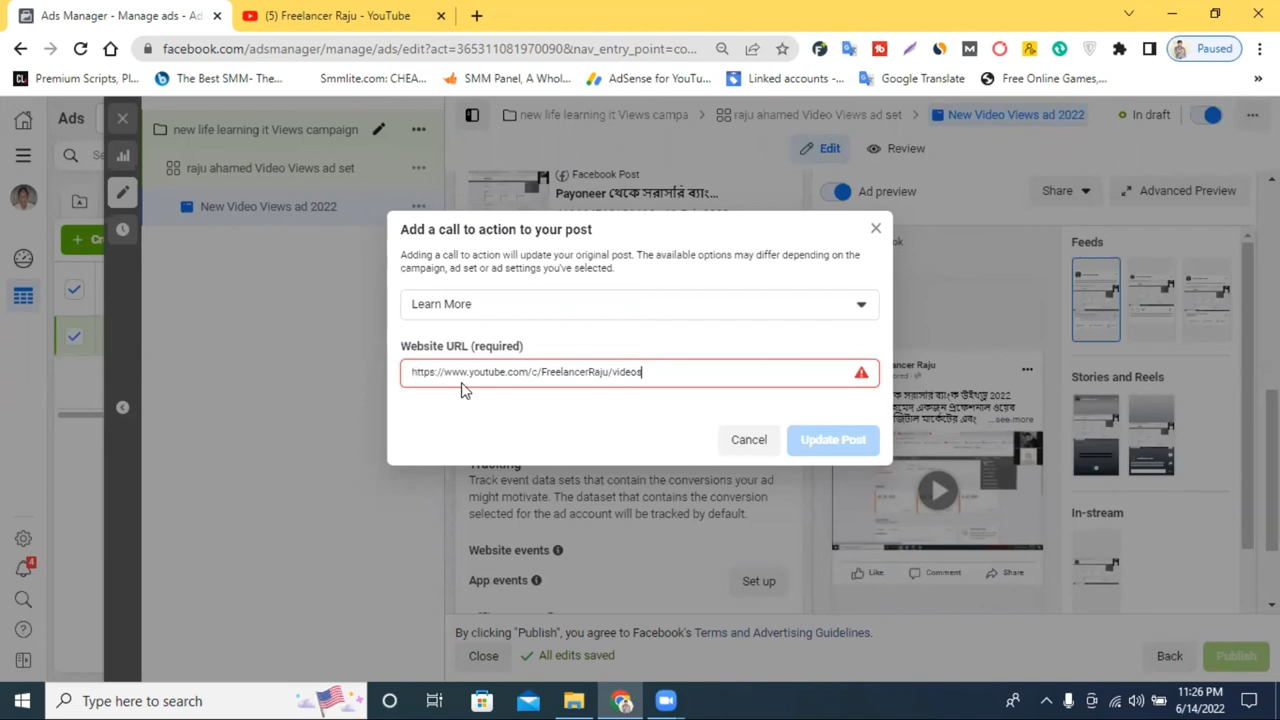 Ads Manager - Manage ads - Ad
(5) Freelancer Raju - YouTube
facebook.com/adsmanager/manage/ads/edit?act=365311081970090&nav_entry_point=co...
Paused
Premium Scripts, Pl...
The Best SMM- The...
Smmlite.com: CHEA...
SMM Panel, A Whol...
AdSense for YouTu...
Linked accounts -...
Google Translate
Free Online Games,...
Ads
new life learning it Views campaign
raju ahamed Video Views ad set
New Video Views ad 2022
new life learning it Views campa
raju ahamed Video Views ad set
New Video Views ad 2022
In draft
Edit
Review
Facebook Post
Payoneer থেকে সরাসরি ব্যাং...
Ad preview
Share
Advanced Preview
Add a call to action to your post
Adding a call to action will update your original post. The available options may differ depending on the
campaign, ad set or ad settings you've selected.
Learn More
Website URL (required)
https://www.youtube.com/c/FreelancerRaju/videos
Cancel
Update Post
Feeds
Stories and Reels
In-stream
...see more
Like
Comment
Share
Tracking
Track event data sets that contain the conversions your ad
might motivate. The dataset that contains the conversion
selected for the ad account will be tracked by default.
Website events
App events
Set up
By clicking "Publish", you agree to Facebook's Terms and Advertising Guidelines.
Close
All edits saved
Back
Publish
4
Type here to search
11:26 PM
6/14/2022